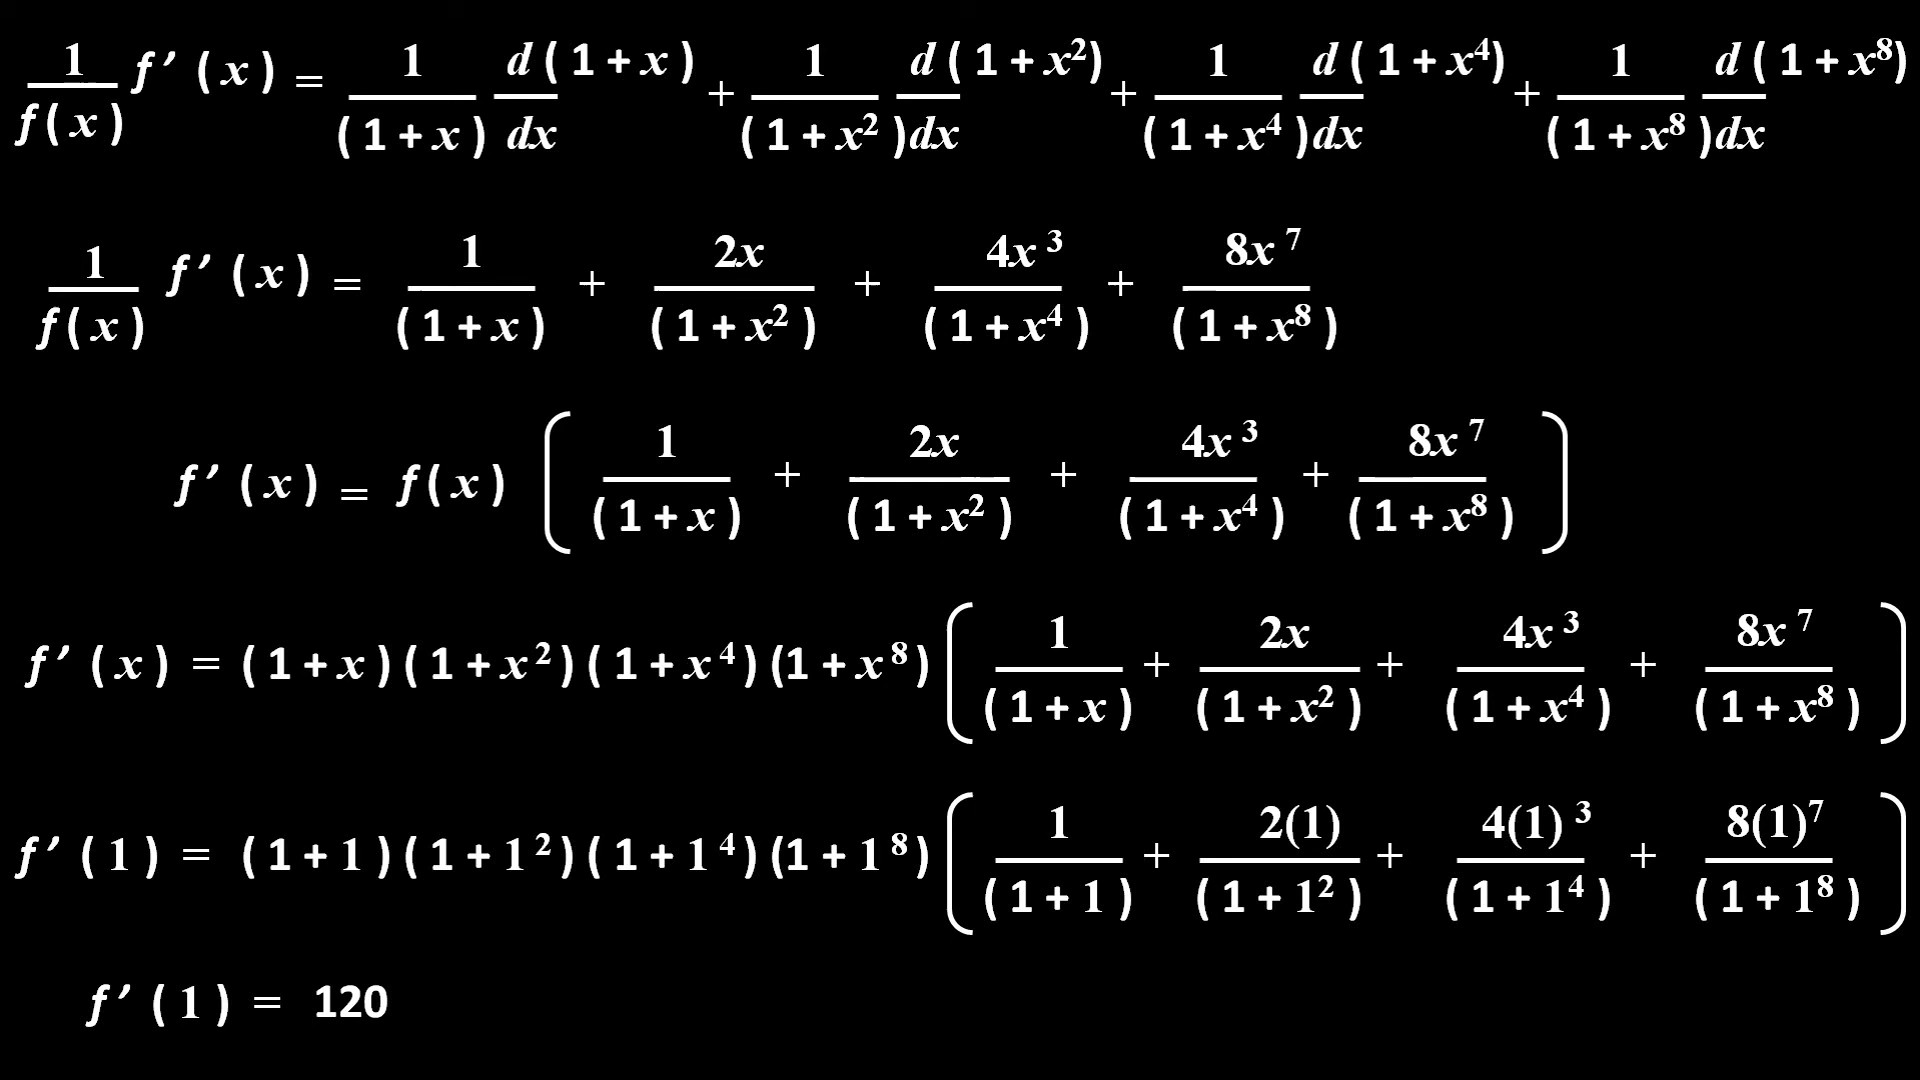 1/f(x) f′(x) = 1/(1+x) d(1+x)/dx + 1/(1+x²) d(1+x²)/dx + 1/(1+x⁴) d(1+x⁴)/dx + 1/(1+x⁸) d(1+x⁸)/dx
1/f(x) f′(x) = 1/(1+x) + 2x/(1+x²) + 4x³/(1+x⁴) + 8x⁷/(1+x⁸)
f′(x) = f(x) ( 1/(1+x) + 2x/(1+x²) + 4x³/(1+x⁴) + 8x⁷/(1+x⁸) )
f′(x) = (1+x)(1+x²)(1+x⁴)(1+x⁸) ( 1/(1+x) + 2x/(1+x²) + 4x³/(1+x⁴) + 8x⁷/(1+x⁸) )
f′(1) = (1+1)(1+1²)(1+1⁴)(1+1⁸) ( 1/(1+1) + 2(1)/(1+1²) + 4(1)³/(1+1⁴) + 8(1)⁷/(1+1⁸) )
f′(1) = 120